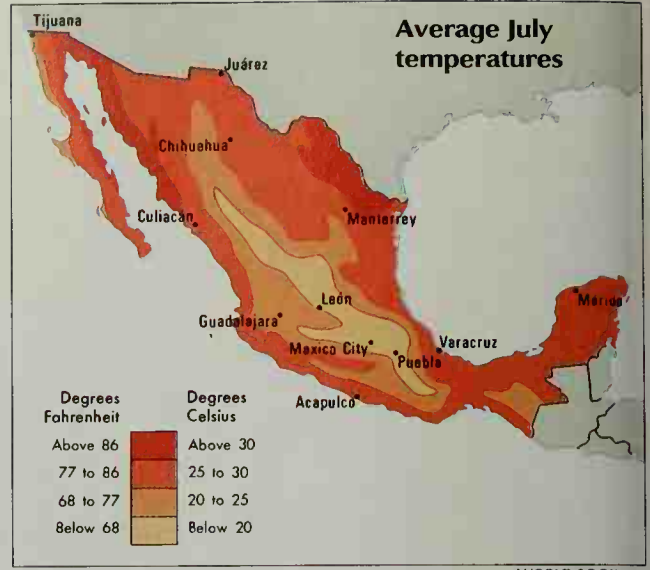 Average July
temperatures
Tijuana
Juárez
Chihuahua
Culiacán
Monterrey
León
Guadalajara
Mérida
Mexico City
Puebla
Varacruz
Acapulco
Degrees
Fahrenheit
Degrees
Celsius
Above 86
Above 30
77 to 86
25 to 30
68 to 77
20 to 25
Below 68
Below 20